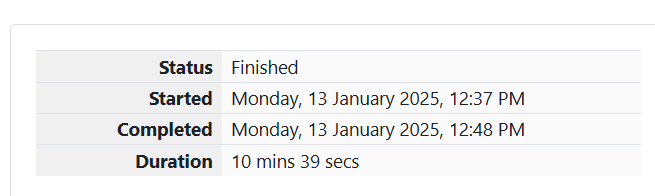 Status Finished
Started Monday, 13 January 2025, 12:37 PM
Completed Monday, 13 January 2025, 12:48 PM
Duration 10 mins 39 secs